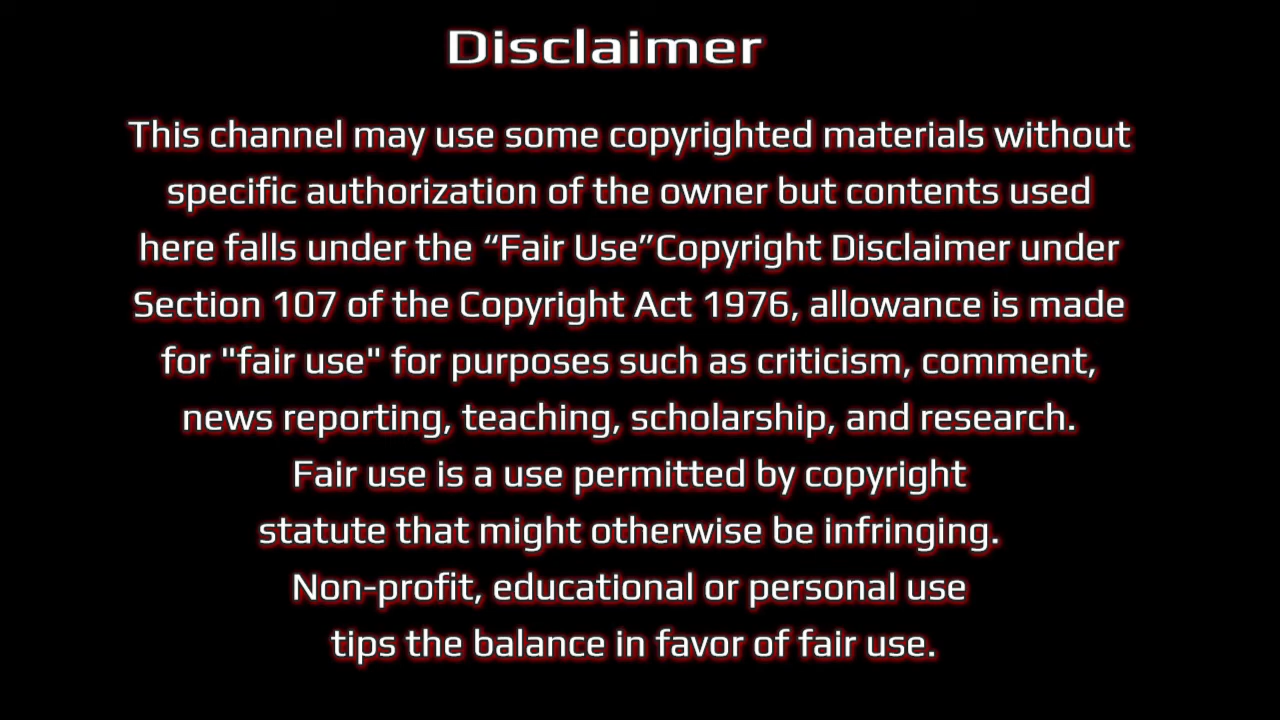 Disclaimer
This channel may use some copyrighted materials without
specific authorization of the owner but contents used
here falls under the “Fair Use”Copyright Disclaimer under
Section 107 of the Copyright Act 1976, allowance is made
for "fair use" for purposes such as criticism, comment,
news reporting, teaching, scholarship, and research.
Fair use is a use permitted by copyright
statute that might otherwise be infringing.
Non-profit, educational or personal use
tips the balance in favor of fair use.